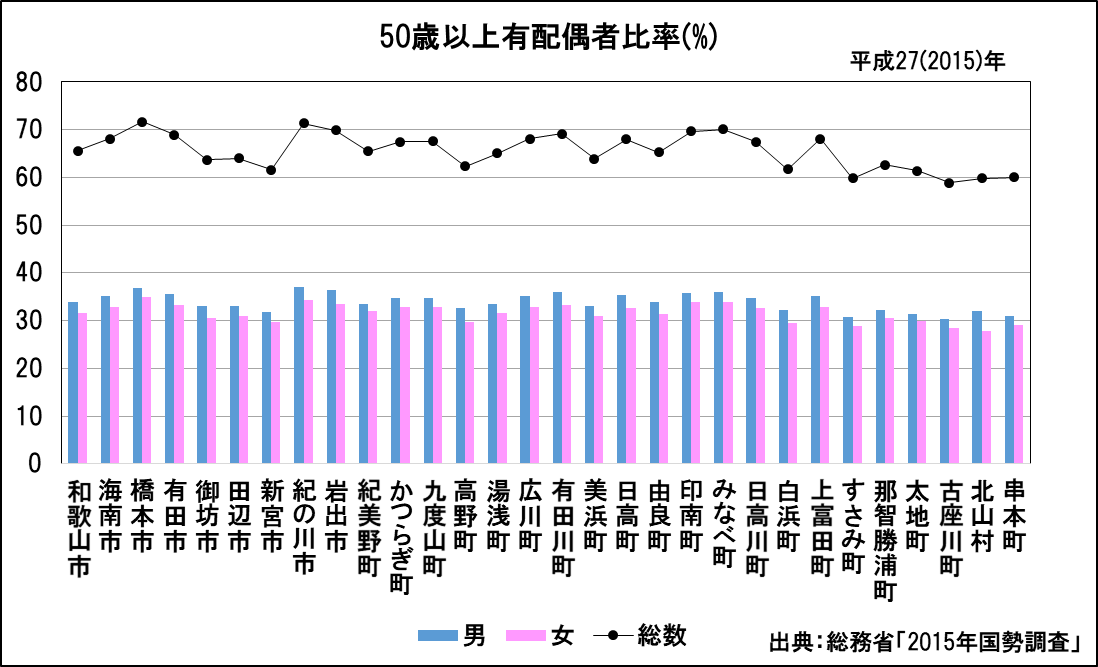 50歳以上有配偶者比率(%)
平成27(2015)年
80
70
60
50
40
30
20
10
0
和歌山市
海南市
橋本市
有田市
御坊市
田辺市
新宮市
紀の川市
岩出市
紀美野町
かつらぎ町
九度山町
高野町
湯浅町
広川町
有田川町
美浜町
日高町
由良町
印南町
みなべ町
日高川町
白浜町
上富田町
すさみ町
那智勝浦町
太地町
古座川町
北山村
串本町
男 女 総数
出典：総務省「2015年国勢調査」